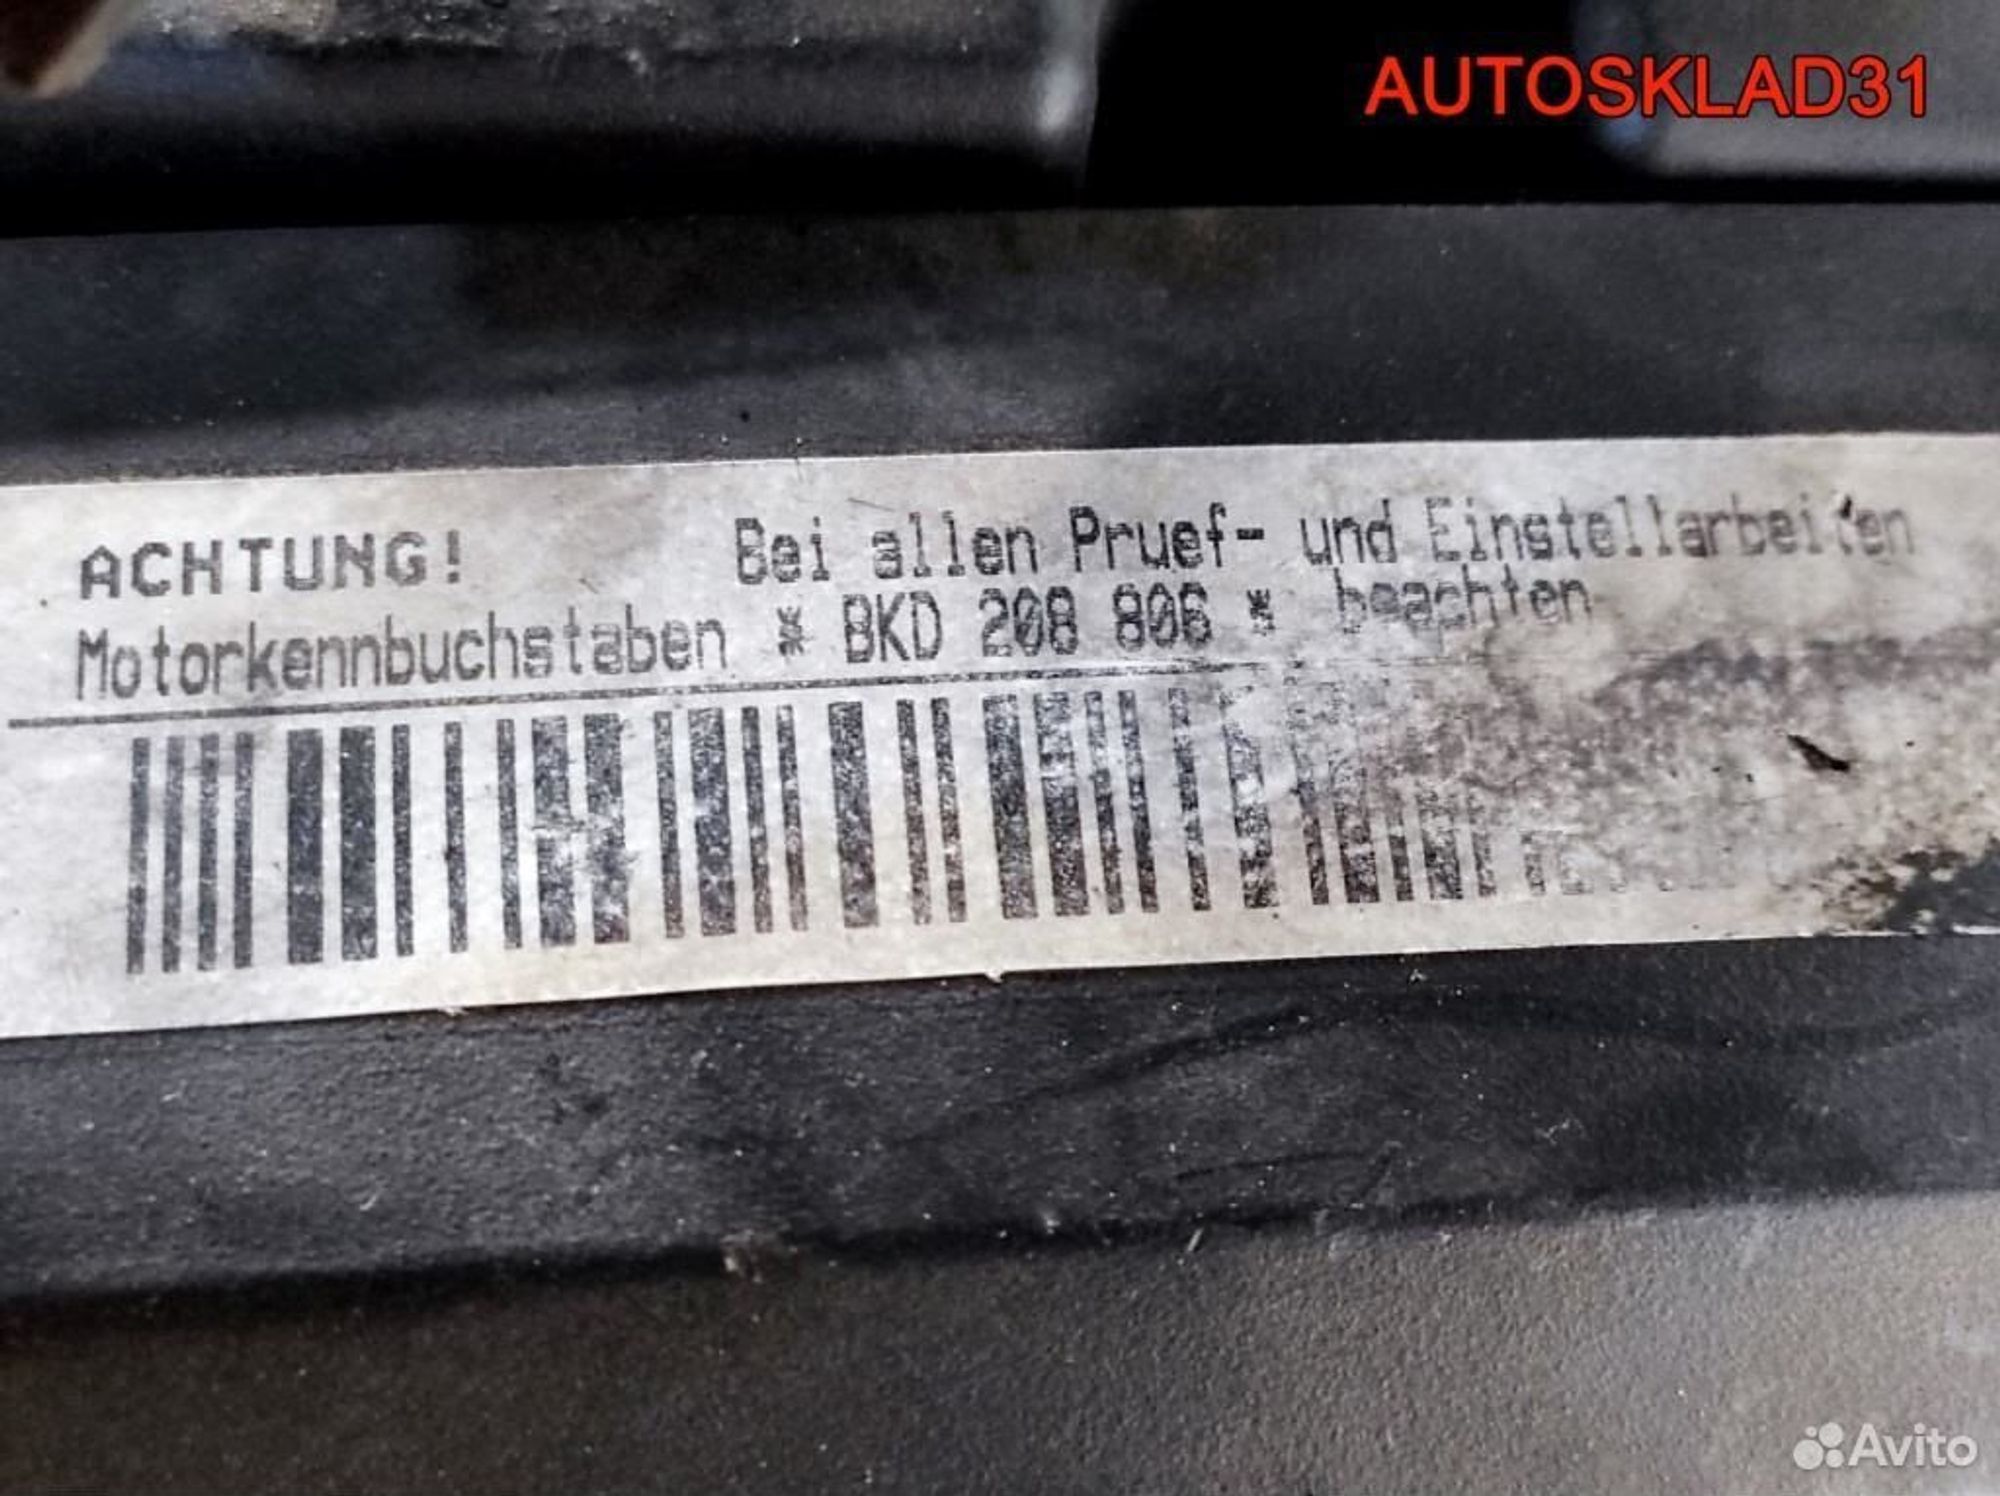 AUTOSKLAD31
ACHTUNG! Bei allen Pruef- und Einstellarbeiten
Motorkennbuchstaben * BKD 208 806 * beachten
Avito